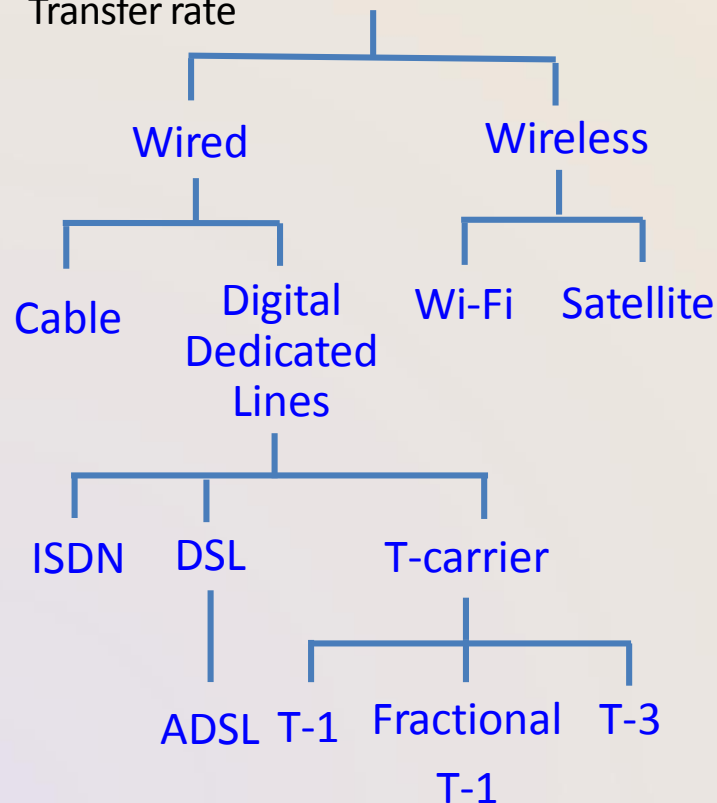 Transfer rate
Wired
Wireless
Cable
Digital
Dedicated
Lines
Wi-Fi
Satellite
ISDN
DSL
T-carrier
ADSL
T-1
Fractional
T-1
T-3